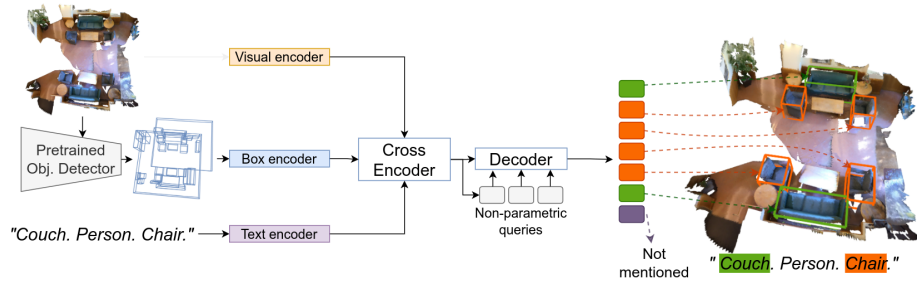 Visual encoder
Pretrained
Obj. Detector
Box encoder
Cross
Encoder
Decoder
Non-parametric
queries
"Couch. Person. Chair."
Text encoder
Not
mentioned
" Couch. Person. Chair."